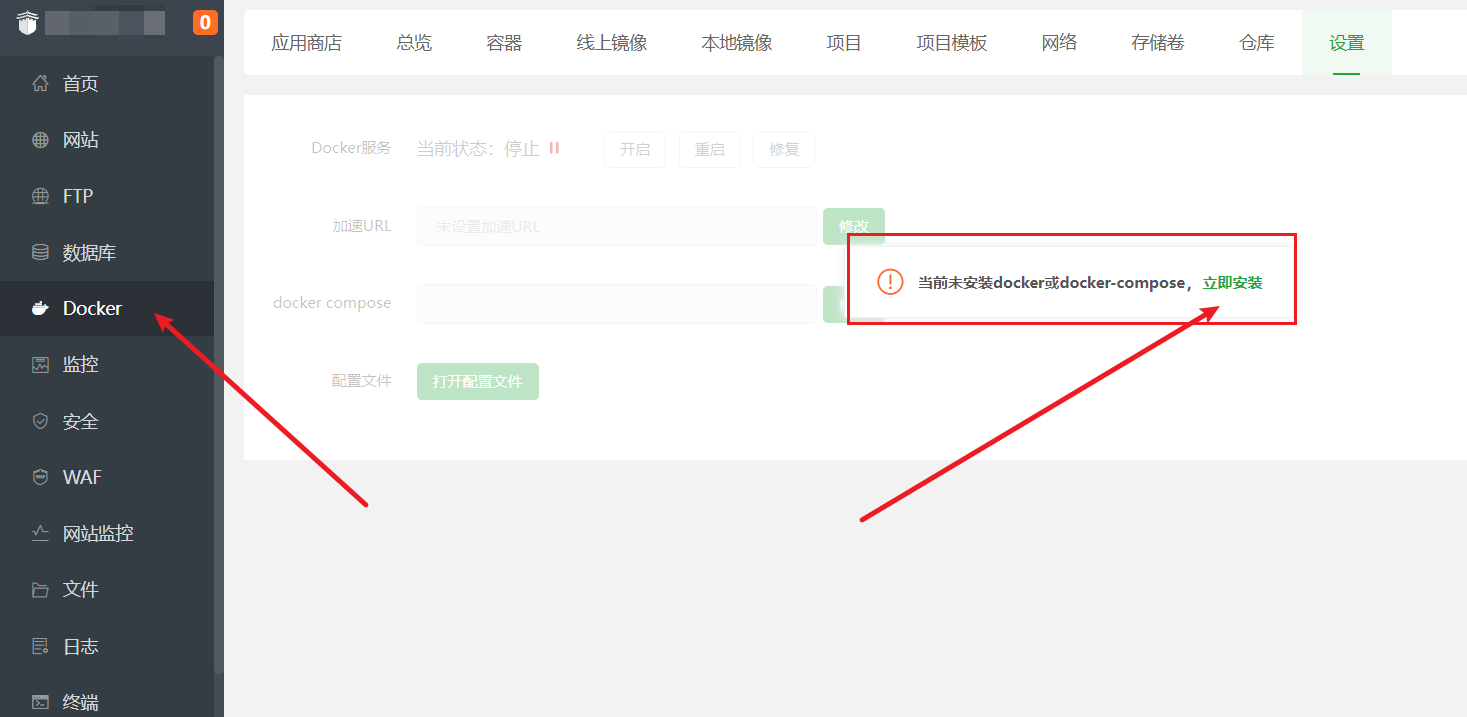 0
首页
网站
FTP
数据库
Docker
监控
安全
WAF
网站监控
文件
日志
终端
应用商店 总览 容器 线上镜像 本地镜像 项目 项目模板 网络 存储卷 仓库 设置
Docker服务 当前状态：停止 开启 重启 修复
加速URL 未设置加速URL 修改
当前未安装docker或docker-compose，立即安装
docker compose
配置文件 打开配置文件